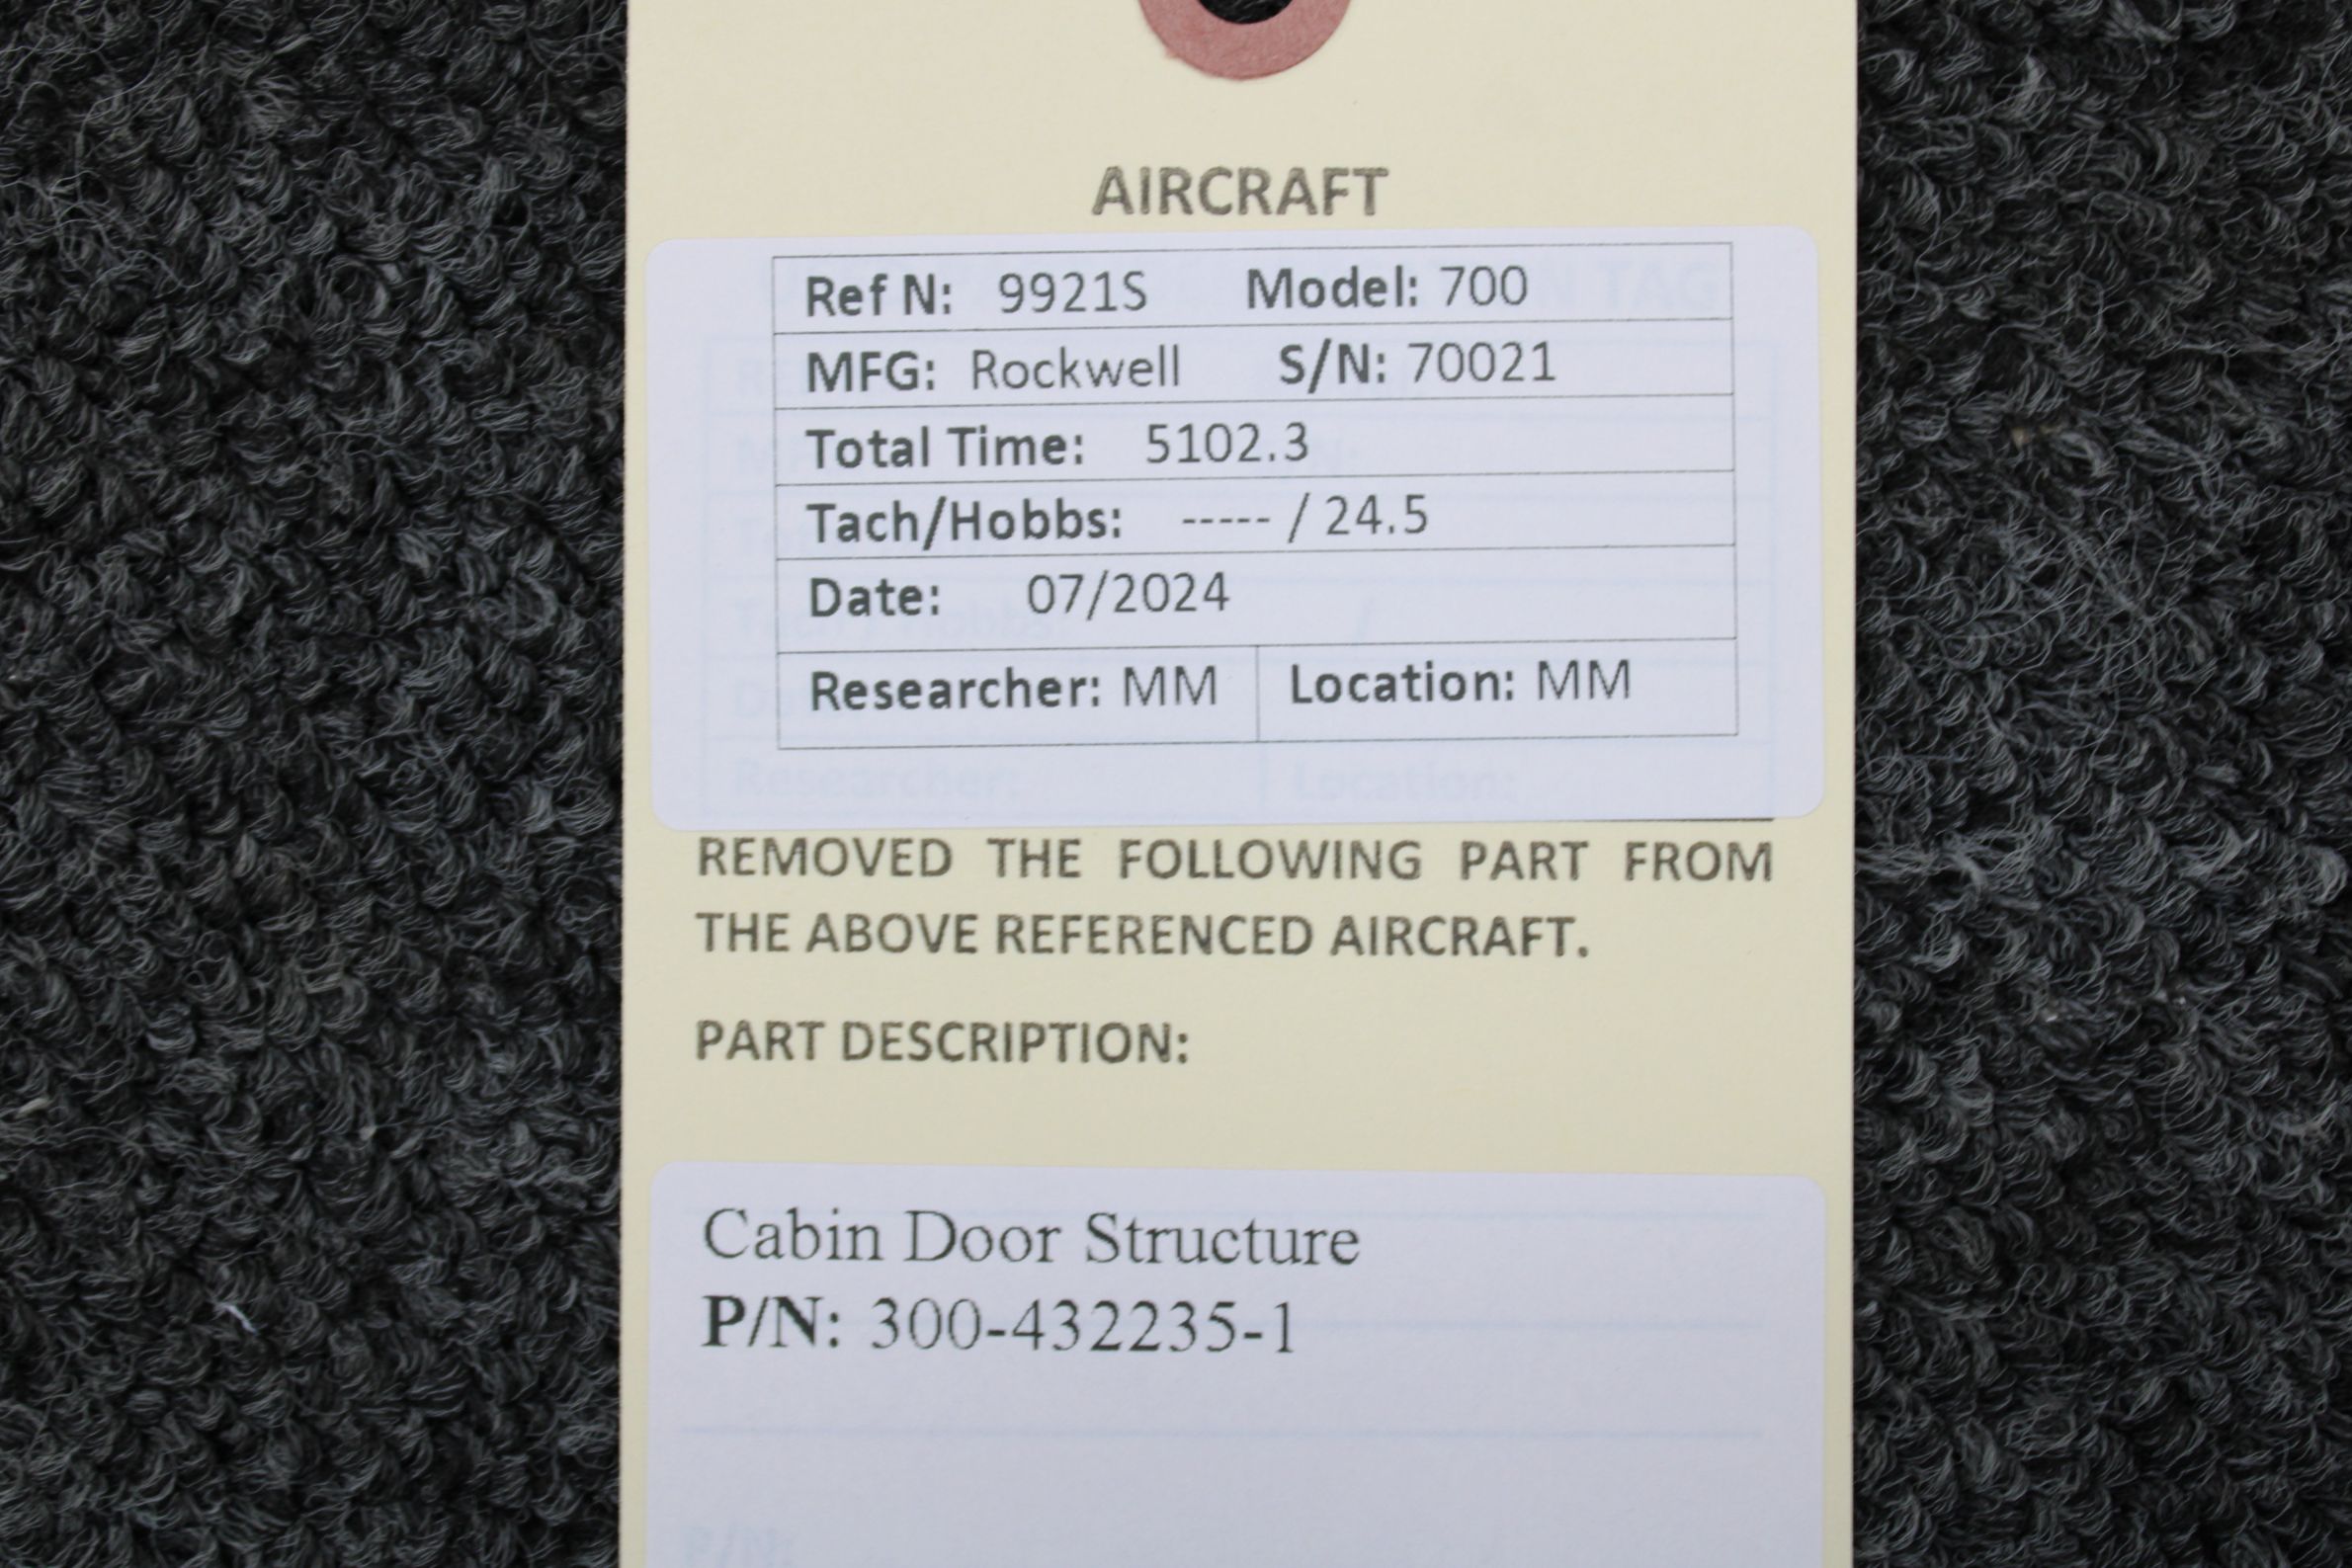 AIRCRAFT
Ref N: 9921S Model: 700
MFG: Rockwell S/N: 70021
Total Time: 5102.3
Tach/Hobbs: ----- / 24.5
Date: 07/2024
Researcher: MM Location: MM
Researcher: Location:
REMOVED THE FOLLOWING PART FROM
THE ABOVE REFERENCED AIRCRAFT.
PART DESCRIPTION:
Cabin Door Structure
P/N: 300-432235-1
P/N: